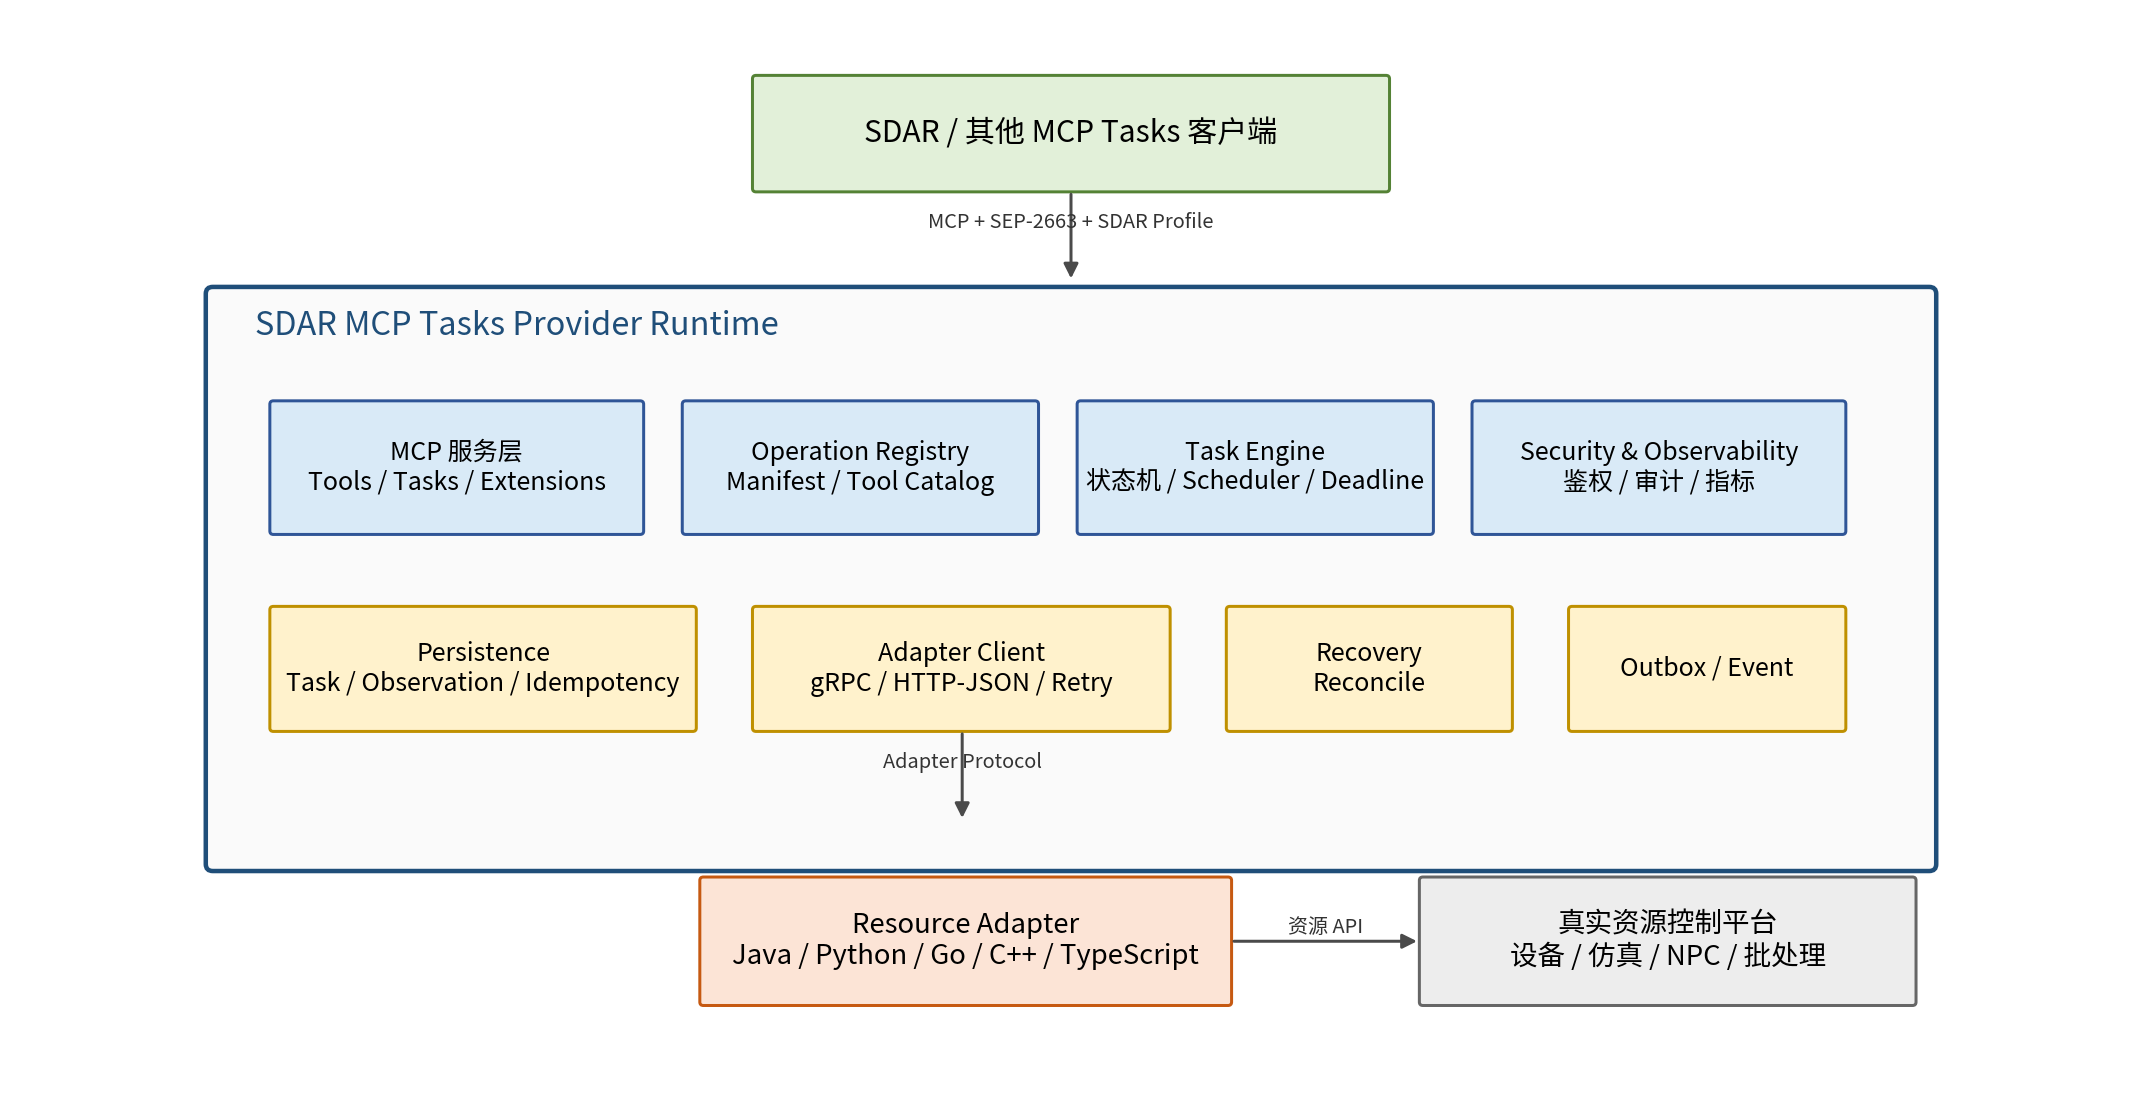 SDAR / 其他 MCP Tasks 客户端
MCP + SEP-2663 + SDAR Profile
SDAR MCP Tasks Provider Runtime
MCP 服务层
Tools / Tasks / Extensions
Operation Registry
Manifest / Tool Catalog
Task Engine
状态机 / Scheduler / Deadline
Security & Observability
鉴权 / 审计 / 指标
Persistence
Task / Observation / Idempotency
Adapter Client
gRPC / HTTP-JSON / Retry
Recovery
Reconcile
Outbox / Event
Adapter Protocol
Resource Adapter
Java / Python / Go / C++ / TypeScript
资源 API
真实资源控制平台
设备 / 仿真 / NPC / 批处理